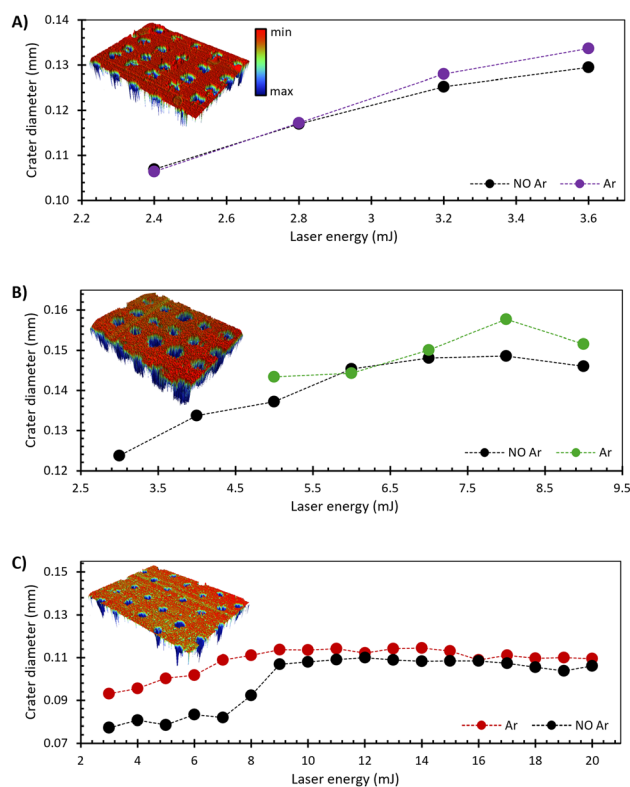 A)
Crater diameter (mm)
0.14
0.13
0.12
0.11
0.10
min
max
NO Ar
Ar
2.2 2.4 2.6 2.8 3 3.2 3.4 3.6
Laser energy (mJ)
B)
Crater diameter (mm)
0.16
0.15
0.14
0.13
0.12
NO Ar
Ar
2.5 3.5 4.5 5.5 6.5 7.5 8.5 9.5
Laser energy (mJ)
C)
Crater diameter (mm)
0.15
0.13
0.11
0.09
0.07
Ar
NO Ar
2 4 6 8 10 12 14 16 18 20
Laser energy (mJ)